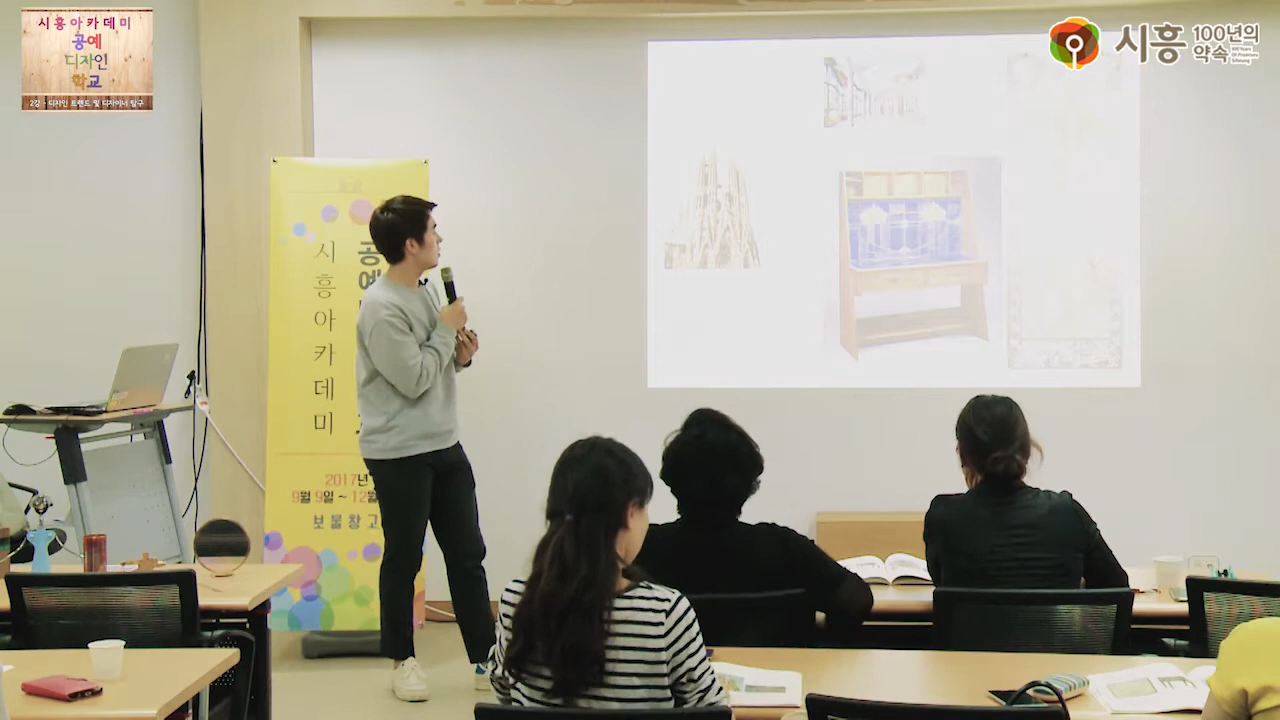 시흥아카데미
공예
디자인
학교
2강 - 디자인 트렌드 및 디자이너 탐구
시흥
100년의
약속
시흥아카데미
공예
2017년
9월 9일 ~ 12월
보물창고